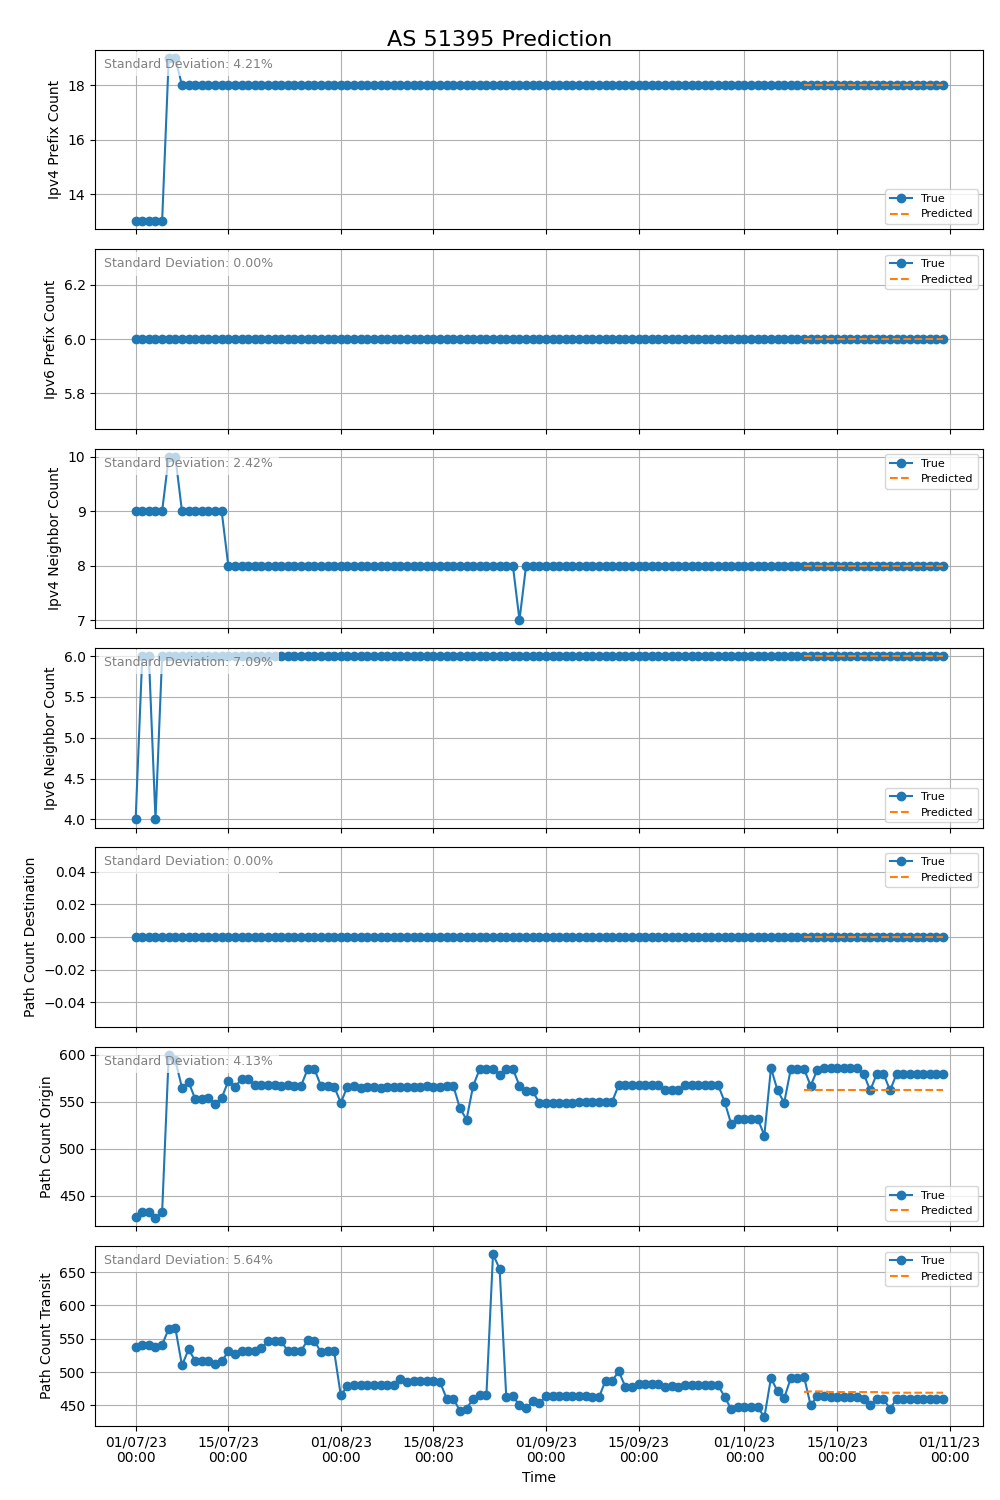 AS 51395 Prediction
Standard Deviation: 4.21%
Ipv4 Prefix Count
18
16
14
True
Predicted
Standard Deviation: 0.00%
Ipv6 Prefix Count
6.2
6.0
5.8
True
Predicted
Standard Deviation: 2.42%
Ipv4 Neighbor Count
10
9
8
7
True
Predicted
Standard Deviation: 7.09%
Ipv6 Neighbor Count
6.0
5.5
5.0
4.5
4.0
True
Predicted
Standard Deviation: 0.00%
Path Count Destination
0.04
0.02
0.00
−0.02
−0.04
True
Predicted
Standard Deviation: 4.13%
Path Count Origin
600
550
500
450
True
Predicted
Standard Deviation: 5.64%
Path Count Transit
650
600
550
500
450
True
Predicted
01/07/23 15/07/23 01/08/23 15/08/23 01/09/23 15/09/23 01/10/23 15/10/23 01/11/23
00:00 00:00 00:00 00:00 00:00 00:00 00:00 00:00 00:00
Time